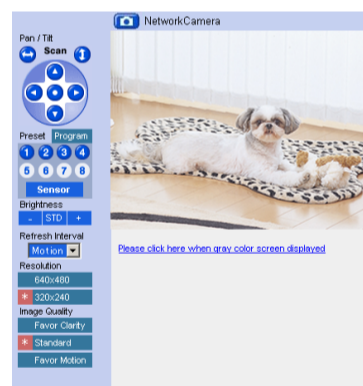 NetworkCamera
Pan / Tilt
Scan
Preset Program
1 2 3 4
5 6 7 8
Sensor
Brightness
- STD +
Refresh Interval
Motion
Resolution
640x480
* 320x240
Image Quality
Favor Clarity
* Standard
Favor Motion
Please click here when gray color screen displayed